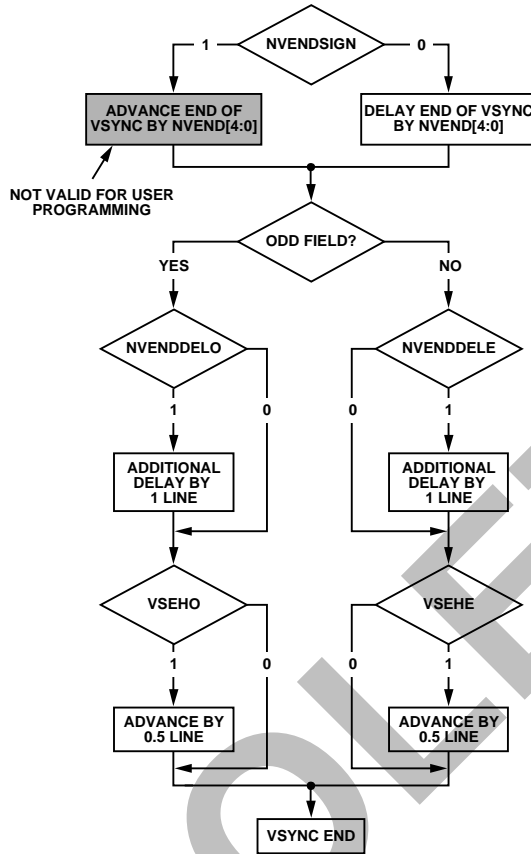 NVENDSIGN
1
0
ADVANCE END OF
VSYNC BY NVEND[4:0]
DELAY END OF VSYNC
BY NVEND[4:0]
NOT VALID FOR USER
PROGRAMMING
ODD FIELD?
YES
NO
NVENDDELO
NVENDDELE
1
0
0
1
ADDITIONAL
DELAY BY
1 LINE
ADDITIONAL
DELAY BY
1 LINE
VSEHO
VSEHE
1
0
0
1
ADVANCE BY
0.5 LINE
ADVANCE BY
0.5 LINE
VSYNC END